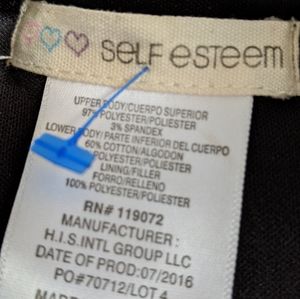 self esteem
UPPER BODY/CUERPO SUPERIOR
97% POLYESTER/POLIESTER
3% SPANDEX
LOWER BODY/PARTE INFERIOR DEL CUERPO
60% COTTON/ALGODON
POLYESTER/POLIESTER
LINING/FILLER
FORRO/RELLENO
100% POLYESTER/POLIESTER
RN# 119072
MANUFACTURER :
H.I.S.INTL GROUP LLC
DATE OF PROD:07/2016
PO#70712/LOT 4